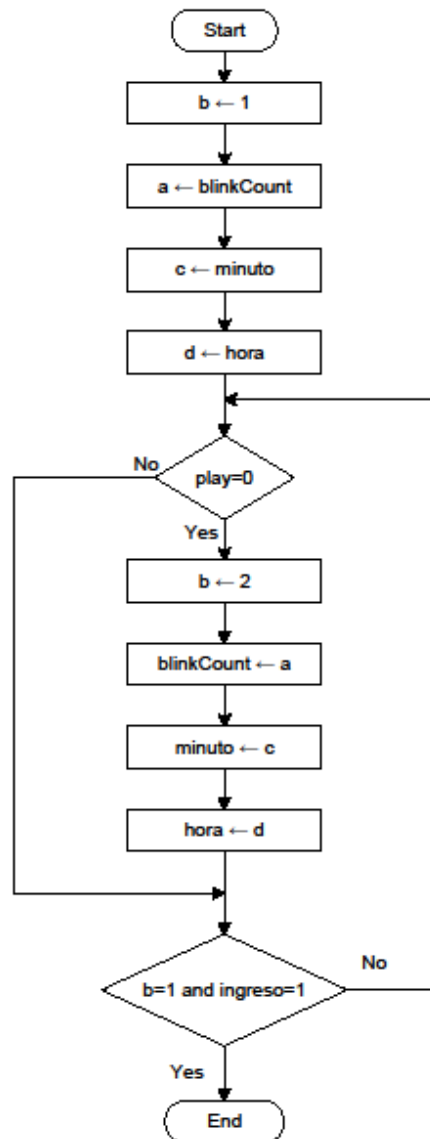 Start
b ← 1
a ← blinkCount
c ← minuto
d ← hora
play=0
No
Yes
b ← 2
blinkCount ← a
minuto ← c
hora ← d
b=1 and ingreso=1
No
Yes
End